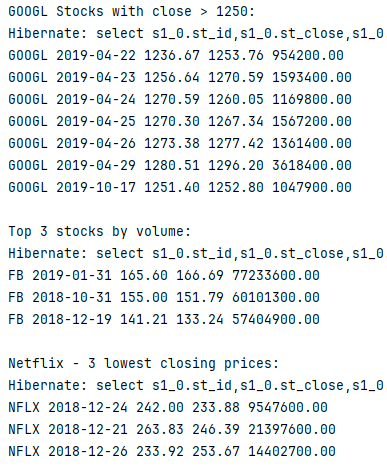 GOOGL Stocks with close > 1250:
Hibernate: select s1_0.st_id,s1_0.st_close,s1_0
GOOGL 2019-04-22 1236.67 1253.76 954200.00
GOOGL 2019-04-23 1256.64 1270.59 1593400.00
GOOGL 2019-04-24 1270.59 1260.05 1169800.00
GOOGL 2019-04-25 1270.30 1267.34 1567200.00
GOOGL 2019-04-26 1273.38 1277.42 1361400.00
GOOGL 2019-04-29 1280.51 1296.20 3618400.00
GOOGL 2019-10-17 1251.40 1252.80 1047900.00
Top 3 stocks by volume:
Hibernate: select s1_0.st_id,s1_0.st_close,s1_0
FB 2019-01-31 165.60 166.69 77233600.00
FB 2018-10-31 155.00 151.79 60101300.00
FB 2018-12-19 141.21 133.24 57404900.00
Netflix - 3 lowest closing prices:
Hibernate: select s1_0.st_id,s1_0.st_close,s1_0
NFLX 2018-12-24 242.00 233.88 9547600.00
NFLX 2018-12-21 263.83 246.39 21397600.00
NFLX 2018-12-26 233.92 253.67 14402700.00